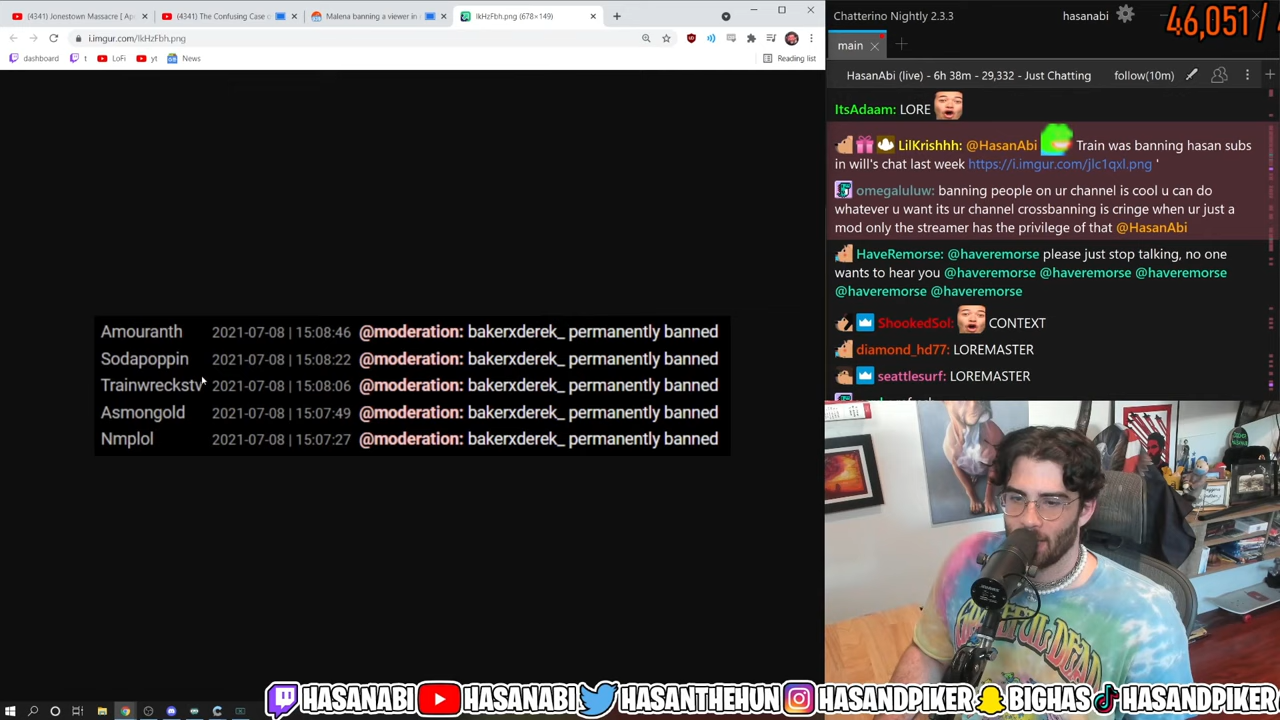 (4341) Jonestown Massacre [ Ap
(4341) The Confusing Case o
Malena banning a viewer in
IkHzFbh.png (678×149)
i.imgur.com/IkHzFbh.png
dashboard
t
LoFi
yt
News
Reading list
Amouranth 2021-07-08 | 15:08:46 @moderation: bakerxderek_ permanently banned
Sodapoppin 2021-07-08 | 15:08:22 @moderation: bakerxderek_ permanently banned
Trainwreckstv 2021-07-08 | 15:08:06 @moderation: bakerxderek_ permanently banned
Asmongold 2021-07-08 | 15:07:49 @moderation: bakerxderek_ permanently banned
Nmplol 2021-07-08 | 15:07:27 @moderation: bakerxderek_ permanently banned
Chatterino Nightly 2.3.3
hasanabi
46,051 /
main
HasanAbi (live) - 6h 38m - 29,332 - Just Chatting
follow(10m)
ItsAdaam: LORE
LilKrishhh: @HasanAbi Train was banning hasan subs
in will's chat last week https://i.imgur.com/jlc1qxl.png '
omegaluluw: banning people on ur channel is cool u can do
whatever u want its ur channel crossbanning is cringe when ur just a
mod only the streamer has the privilege of that @HasanAbi
HaveRemorse: @haveremorse please just stop talking, no one
wants to hear you @haveremorse @haveremorse @haveremorse
@haveremorse @haveremorse
ShookedSol: CONTEXT
diamond_hd77: LOREMASTER
seattlesurf: LOREMASTER
GRATEFUL DEAD
HASANABI HASANABI HASANTHEHUN HASANDPIKER BIGHAS HASANDPIKER